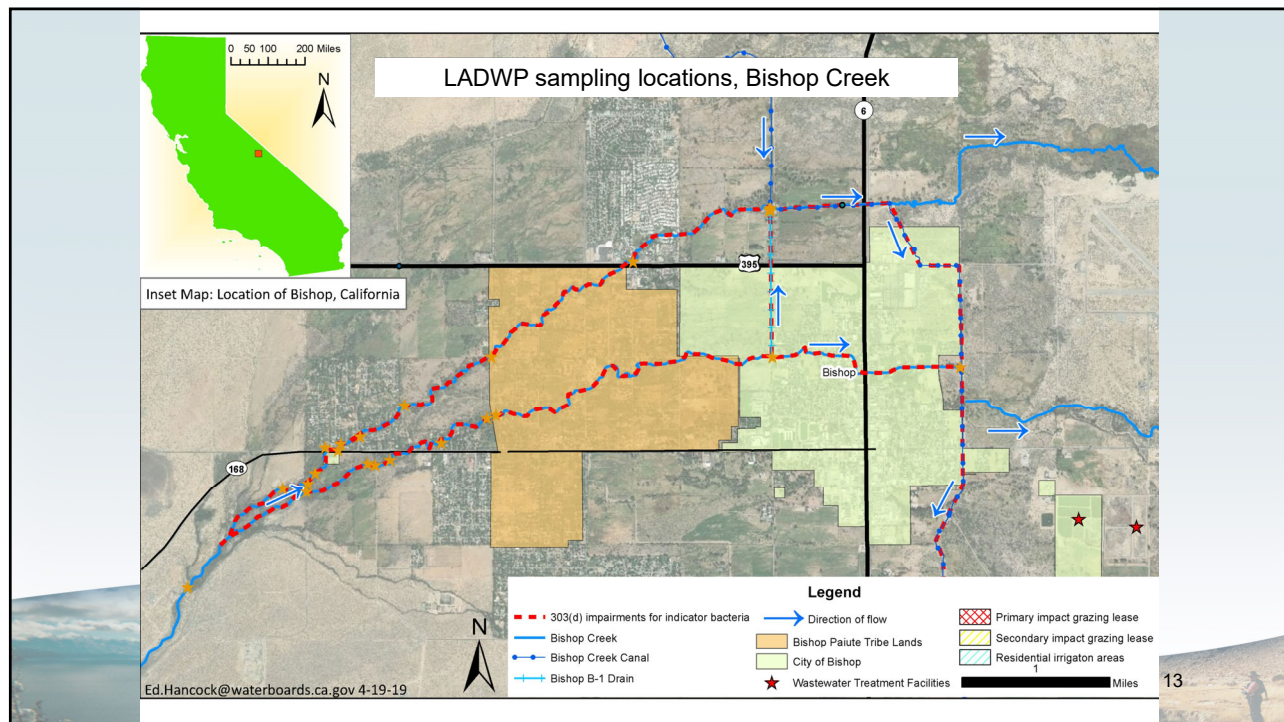 LADWP sampling locations, Bishop Creek
0 50 100 200 Miles
N
Inset Map: Location of Bishop, California
6
395
Bishop
168
N
Ed.Hancock@waterboards.ca.gov 4-19-19
Legend
303(d) impairments for indicator bacteria
Bishop Creek
Bishop Creek Canal
Bishop B-1 Drain
Direction of flow
Bishop Paiute Tribe Lands
City of Bishop
Wastewater Treatment Facilities
Primary impact grazing lease
Secondary impact grazing lease
Residential irrigaton areas
1
Miles
13